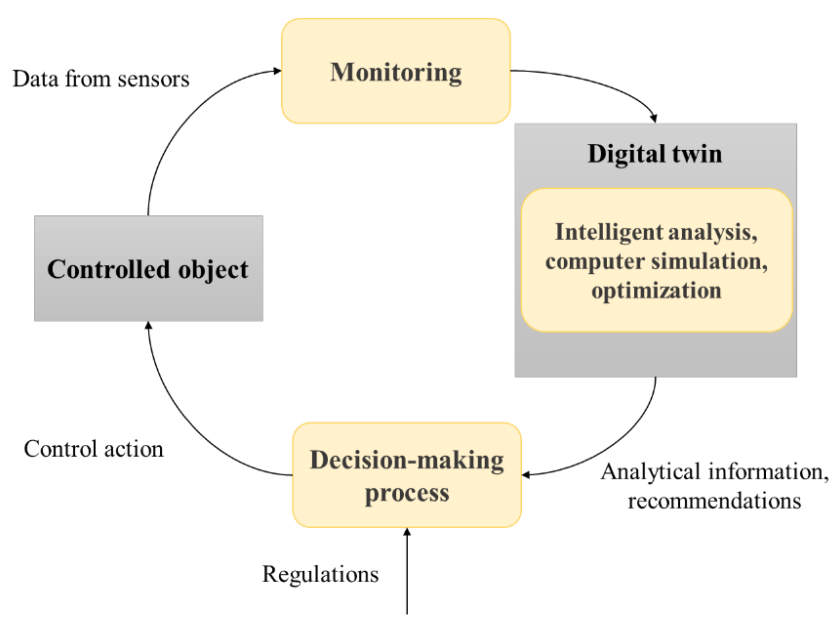 Monitoring
Data from sensors
Digital twin
Intelligent analysis,
computer simulation,
optimization
Controlled object
Control action
Decision-making
process
Analytical information,
recommendations
Regulations